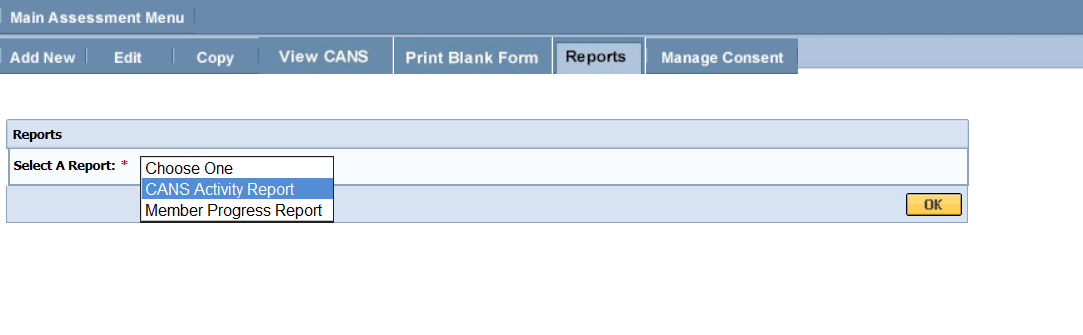 Main Assessment Menu
Add New Edit Copy View CANS Print Blank Form Reports Manage Consent
Reports
Select A Report: * Choose One
CANS Activity Report
Member Progress Report
OK